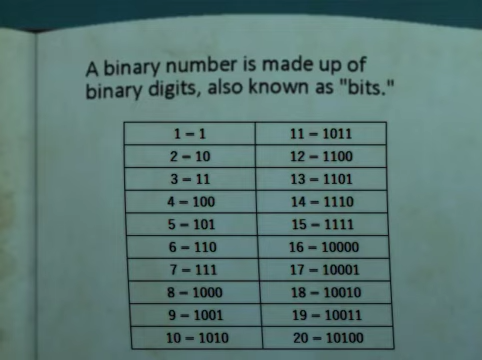 A binary number is made up of
binary digits, also known as "bits."
1 = 1 11 = 1011
2 = 10 12 = 1100
3 = 11 13 = 1101
4 = 100 14 = 1110
5 = 101 15 = 1111
6 = 110 16 = 10000
7 = 111 17 = 10001
8 = 1000 18 = 10010
9 = 1001 19 = 10011
10 = 1010 20 = 10100